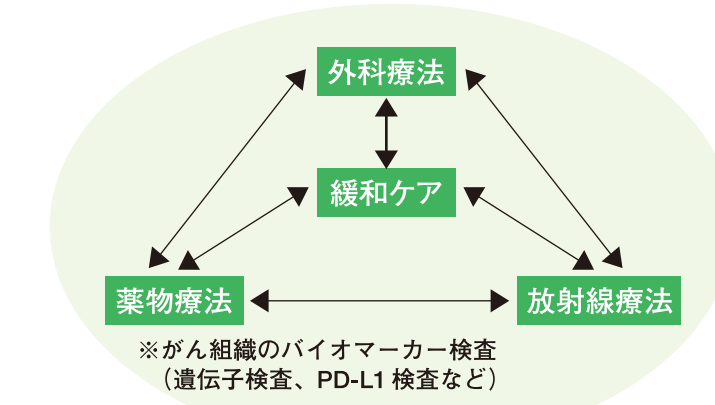 外科療法
緩和ケア
薬物療法
放射線療法
※がん組織のバイオマーカー検査
（遺伝子検査、PD-L1 検査など）